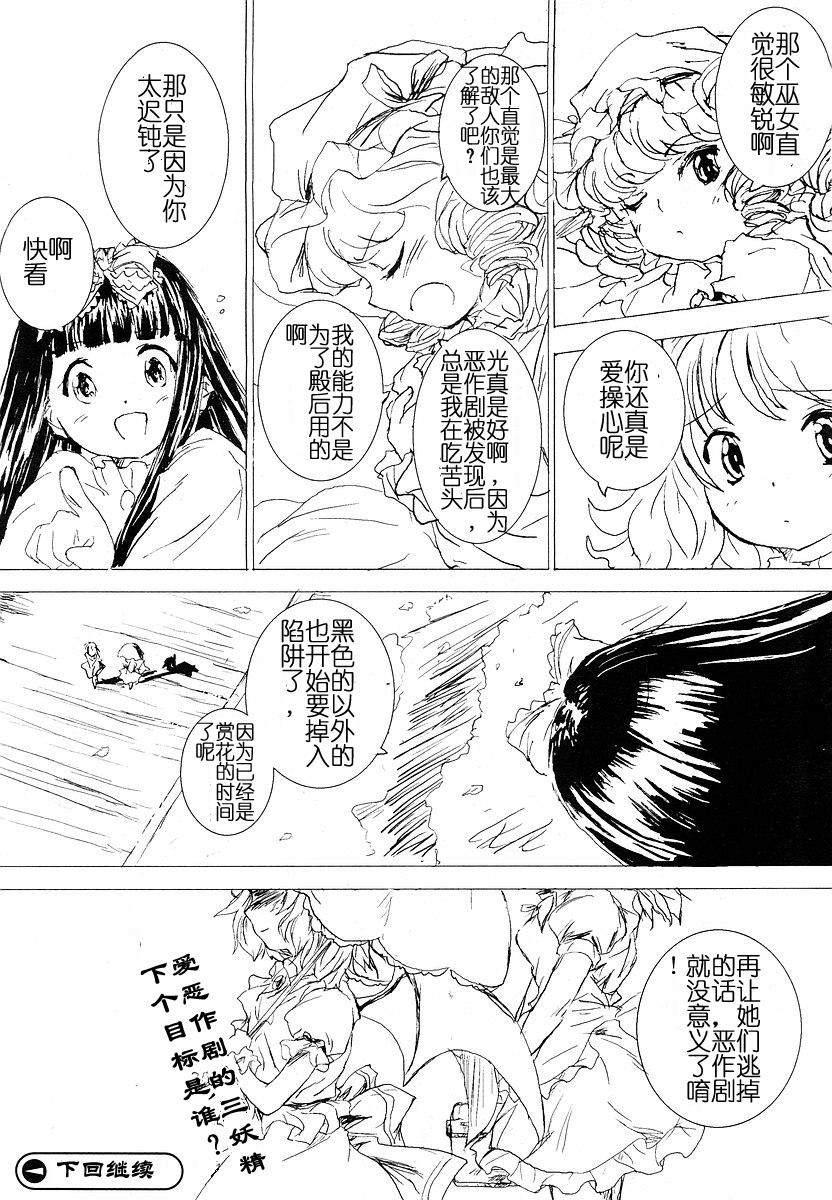 那个巫女直
觉很敏锐啊
你还真是
爱操心呢
那个直觉是最大
的敌人你们也该
了解了吧?
光真是好啊,因为
恶作剧被发现后,
总是我在吃苦头
我的能力不是
为了殿后用的
啊
那只是因为你
太迟钝了
啊
快看
黑色的以外的
也开始要掉入
陷阱了,
因为已经是
赏花的时间
了呢
再让她们逃掉
的话,恶作剧
就没意义了唷
!
爱恶作剧的三妖精
下个目标是谁?
下回继续